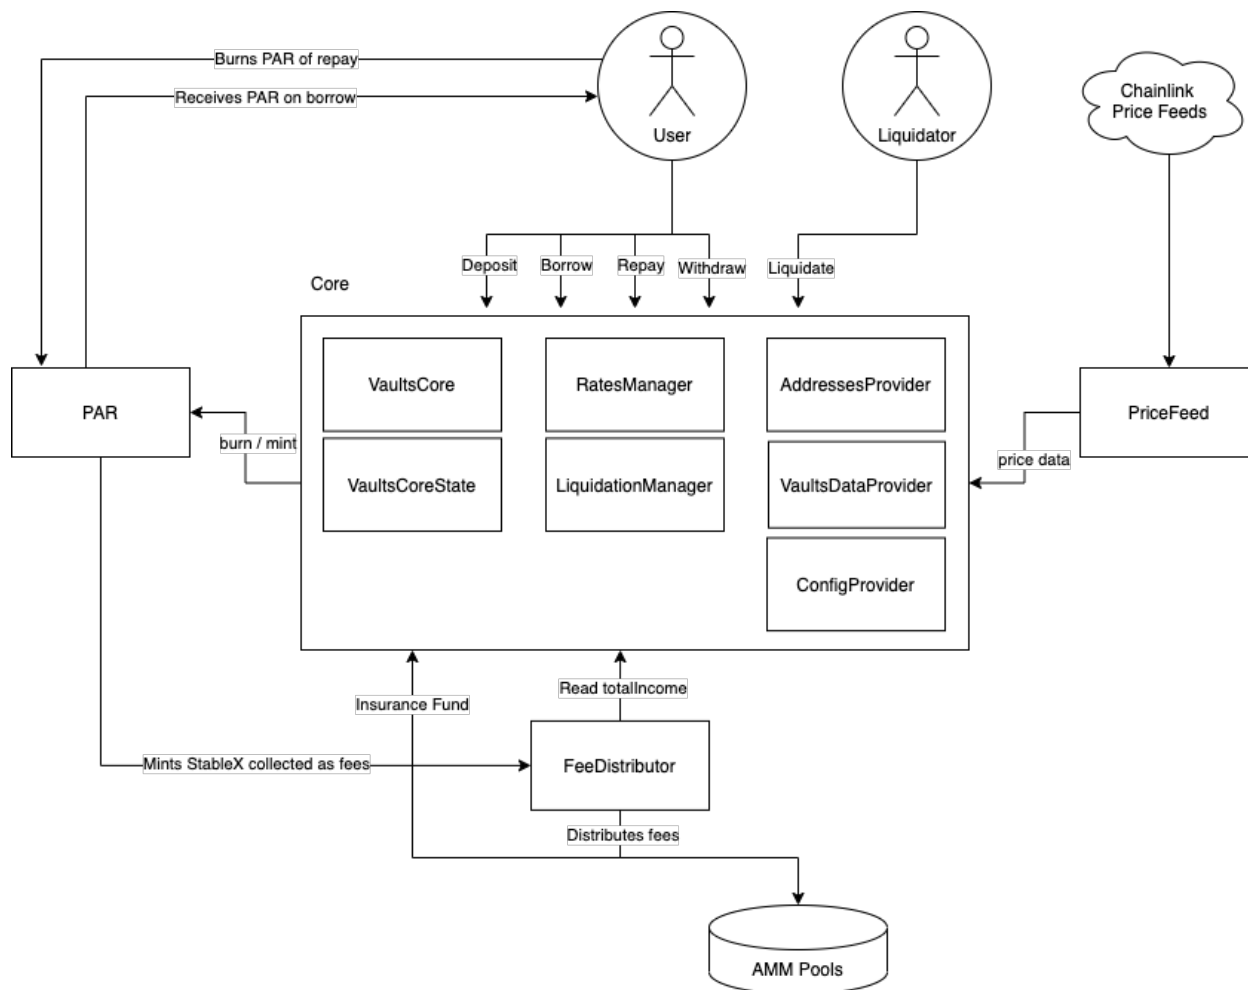 Burns PAR of repay
Receives PAR on borrow
User
Liquidator
Chainlink
Price Feeds
Deposit
Borrow
Repay
Withdraw
Liquidate
Core
VaultsCore
RatesManager
AddressesProvider
PAR
PriceFeed
burn / mint
price data
VaultsCoreState
LiquidationManager
VaultsDataProvider
ConfigProvider
Read totalIncome
Insurance Fund
Mints StableX collected as fees
FeeDistributor
Distributes fees
AMM Pools